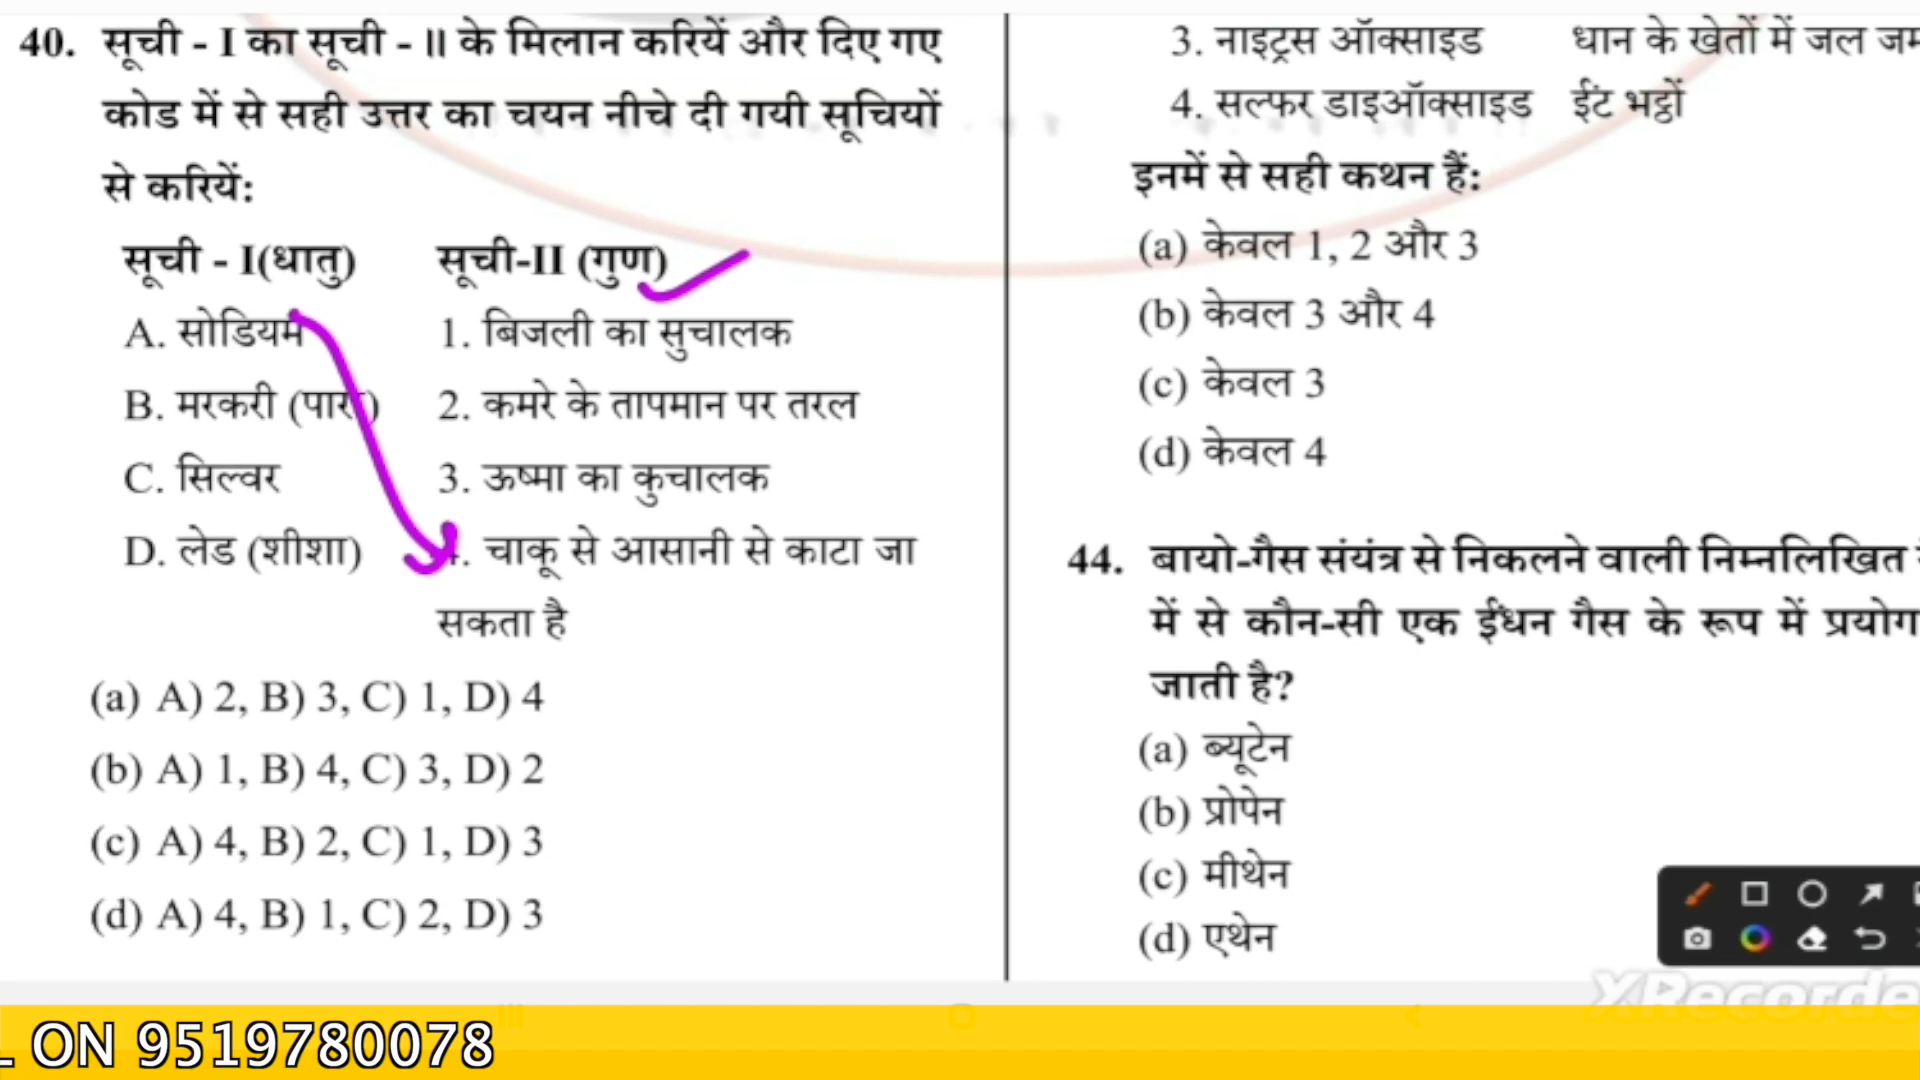 40. सूची - I का सूची - II के मिलान करियें और दिए गए
कोड में से सही उत्तर का चयन नीचे दी गयी सूचियों
से करियें:
सूची - I(धातु) सूची-II (गुण)
A. सोडियम 1. बिजली का सुचालक
B. मरकरी (पारा) 2. कमरे के तापमान पर तरल
C. सिल्वर 3. ऊष्मा का कुचालक
D. लेड (शीशा) 4. चाकू से आसानी से काटा जा
सकता है
(a) A) 2, B) 3, C) 1, D) 4
(b) A) 1, B) 4, C) 3, D) 2
(c) A) 4, B) 2, C) 1, D) 3
(d) A) 4, B) 1, C) 2, D) 3
3. नाइट्रस ऑक्साइड धान के खेतों में जल
4. सल्फर डाइऑक्साइड ईंट भट्ठों
इनमें से सही कथन हैं:
(a) केवल 1, 2 और 3
(b) केवल 3 और 4
(c) केवल 3
(d) केवल 4
44. बायो-गैस संयंत्र से निकलने वाली निम्नलिखित
में से कौन-सी एक ईंधन गैस के रूप में प्रयोग
जाती है?
(a) ब्यूटेन
(b) प्रोपेन
(c) मीथेन
(d) एथेन
XRecorde
ON 9519780078